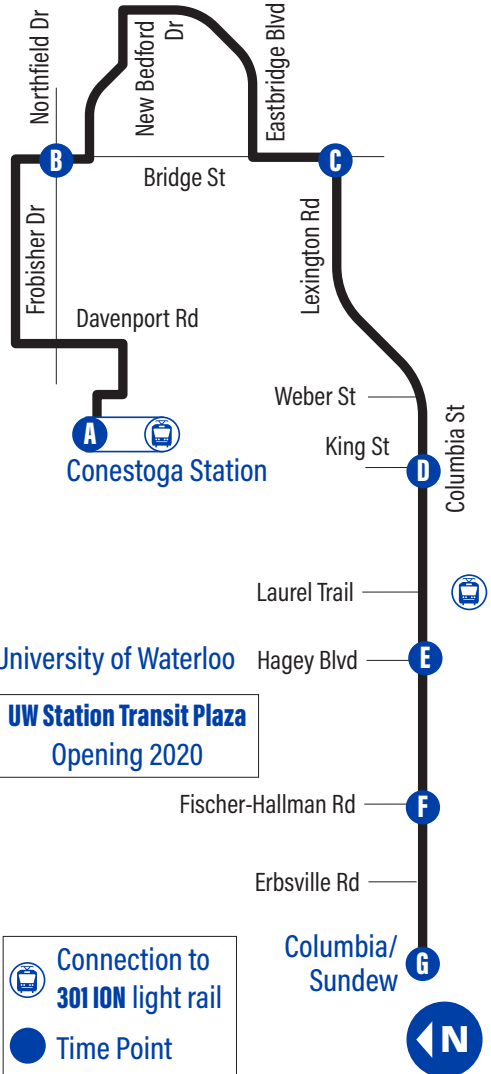 Northfield Dr
New Bedford
Dr
Eastbridge Blvd
B
C
Bridge St
Frobisher Dr
Lexington Rd
Davenport Rd
Weber St
A
Conestoga Station
King St
D
Columbia St
Laurel Trail
University of Waterloo
Hagey Blvd
E
UW Station Transit Plaza
Opening 2020
Fischer-Hallman Rd
F
Erbsville Rd
Columbia/
Sundew
G
Connection to
301 ION light rail
Time Point
N